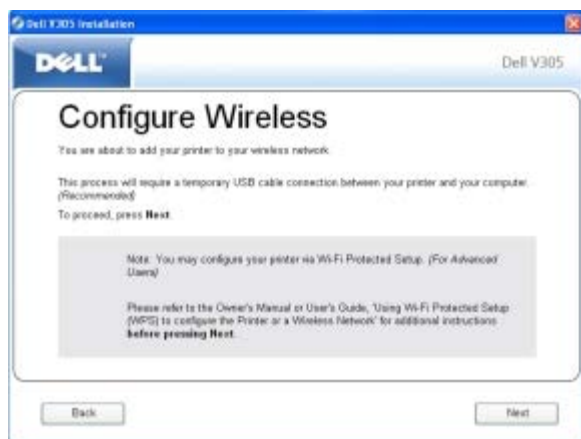 Dell V305 Installation
DELL
Dell V305
Configure Wireless
You are about to add your printer to your wireless network.
This process will require a temporary USB cable connection between your printer and your computer.
(Recommended)
To proceed, press Next.
Note: You may configure your printer via Wi-Fi Protected Setup. (For Advanced
Users)
Please refer to the Owner's Manual or User's Guide, 'Using Wi-Fi Protected Setup
(WPS) to configure the Printer or a Wireless Network' for additional instructions
before pressing Next.
Back
Next